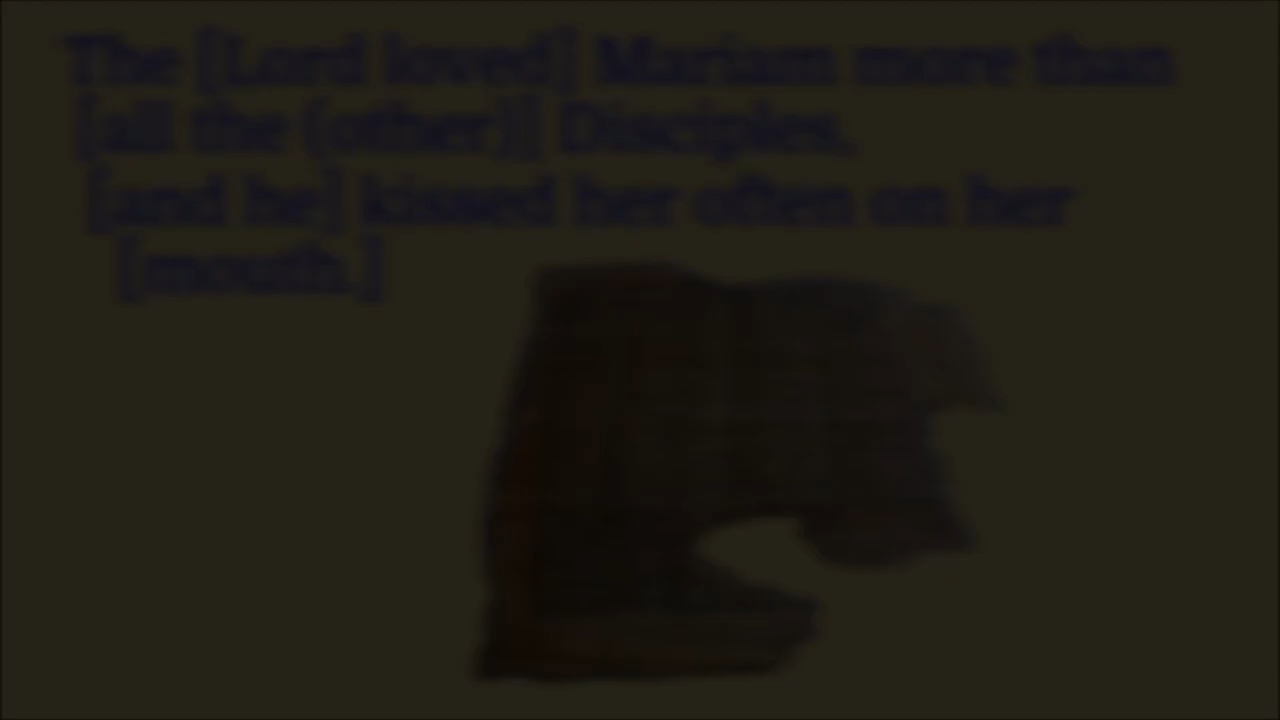 The [Lord loved] Mariam more than
[all the (other)] Disciples,
[and he] kissed her often on her
[mouth.]